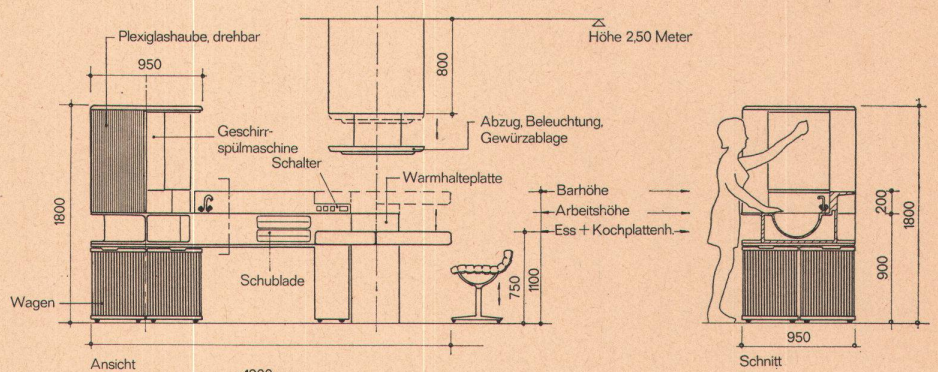 Plexiglashaube, drehbar
950
800
Höhe 2,50 Meter
Geschirr-
spülmaschine
Schalter
Abzug, Beleuchtung,
Gewürzablage
Warmhalteplatte
1800
Barhöhe
Arbeitshöhe
Ess + Kochplattenh.
200
1800
900
Schublade
750
1100
Wagen
950
Ansicht
Schnitt